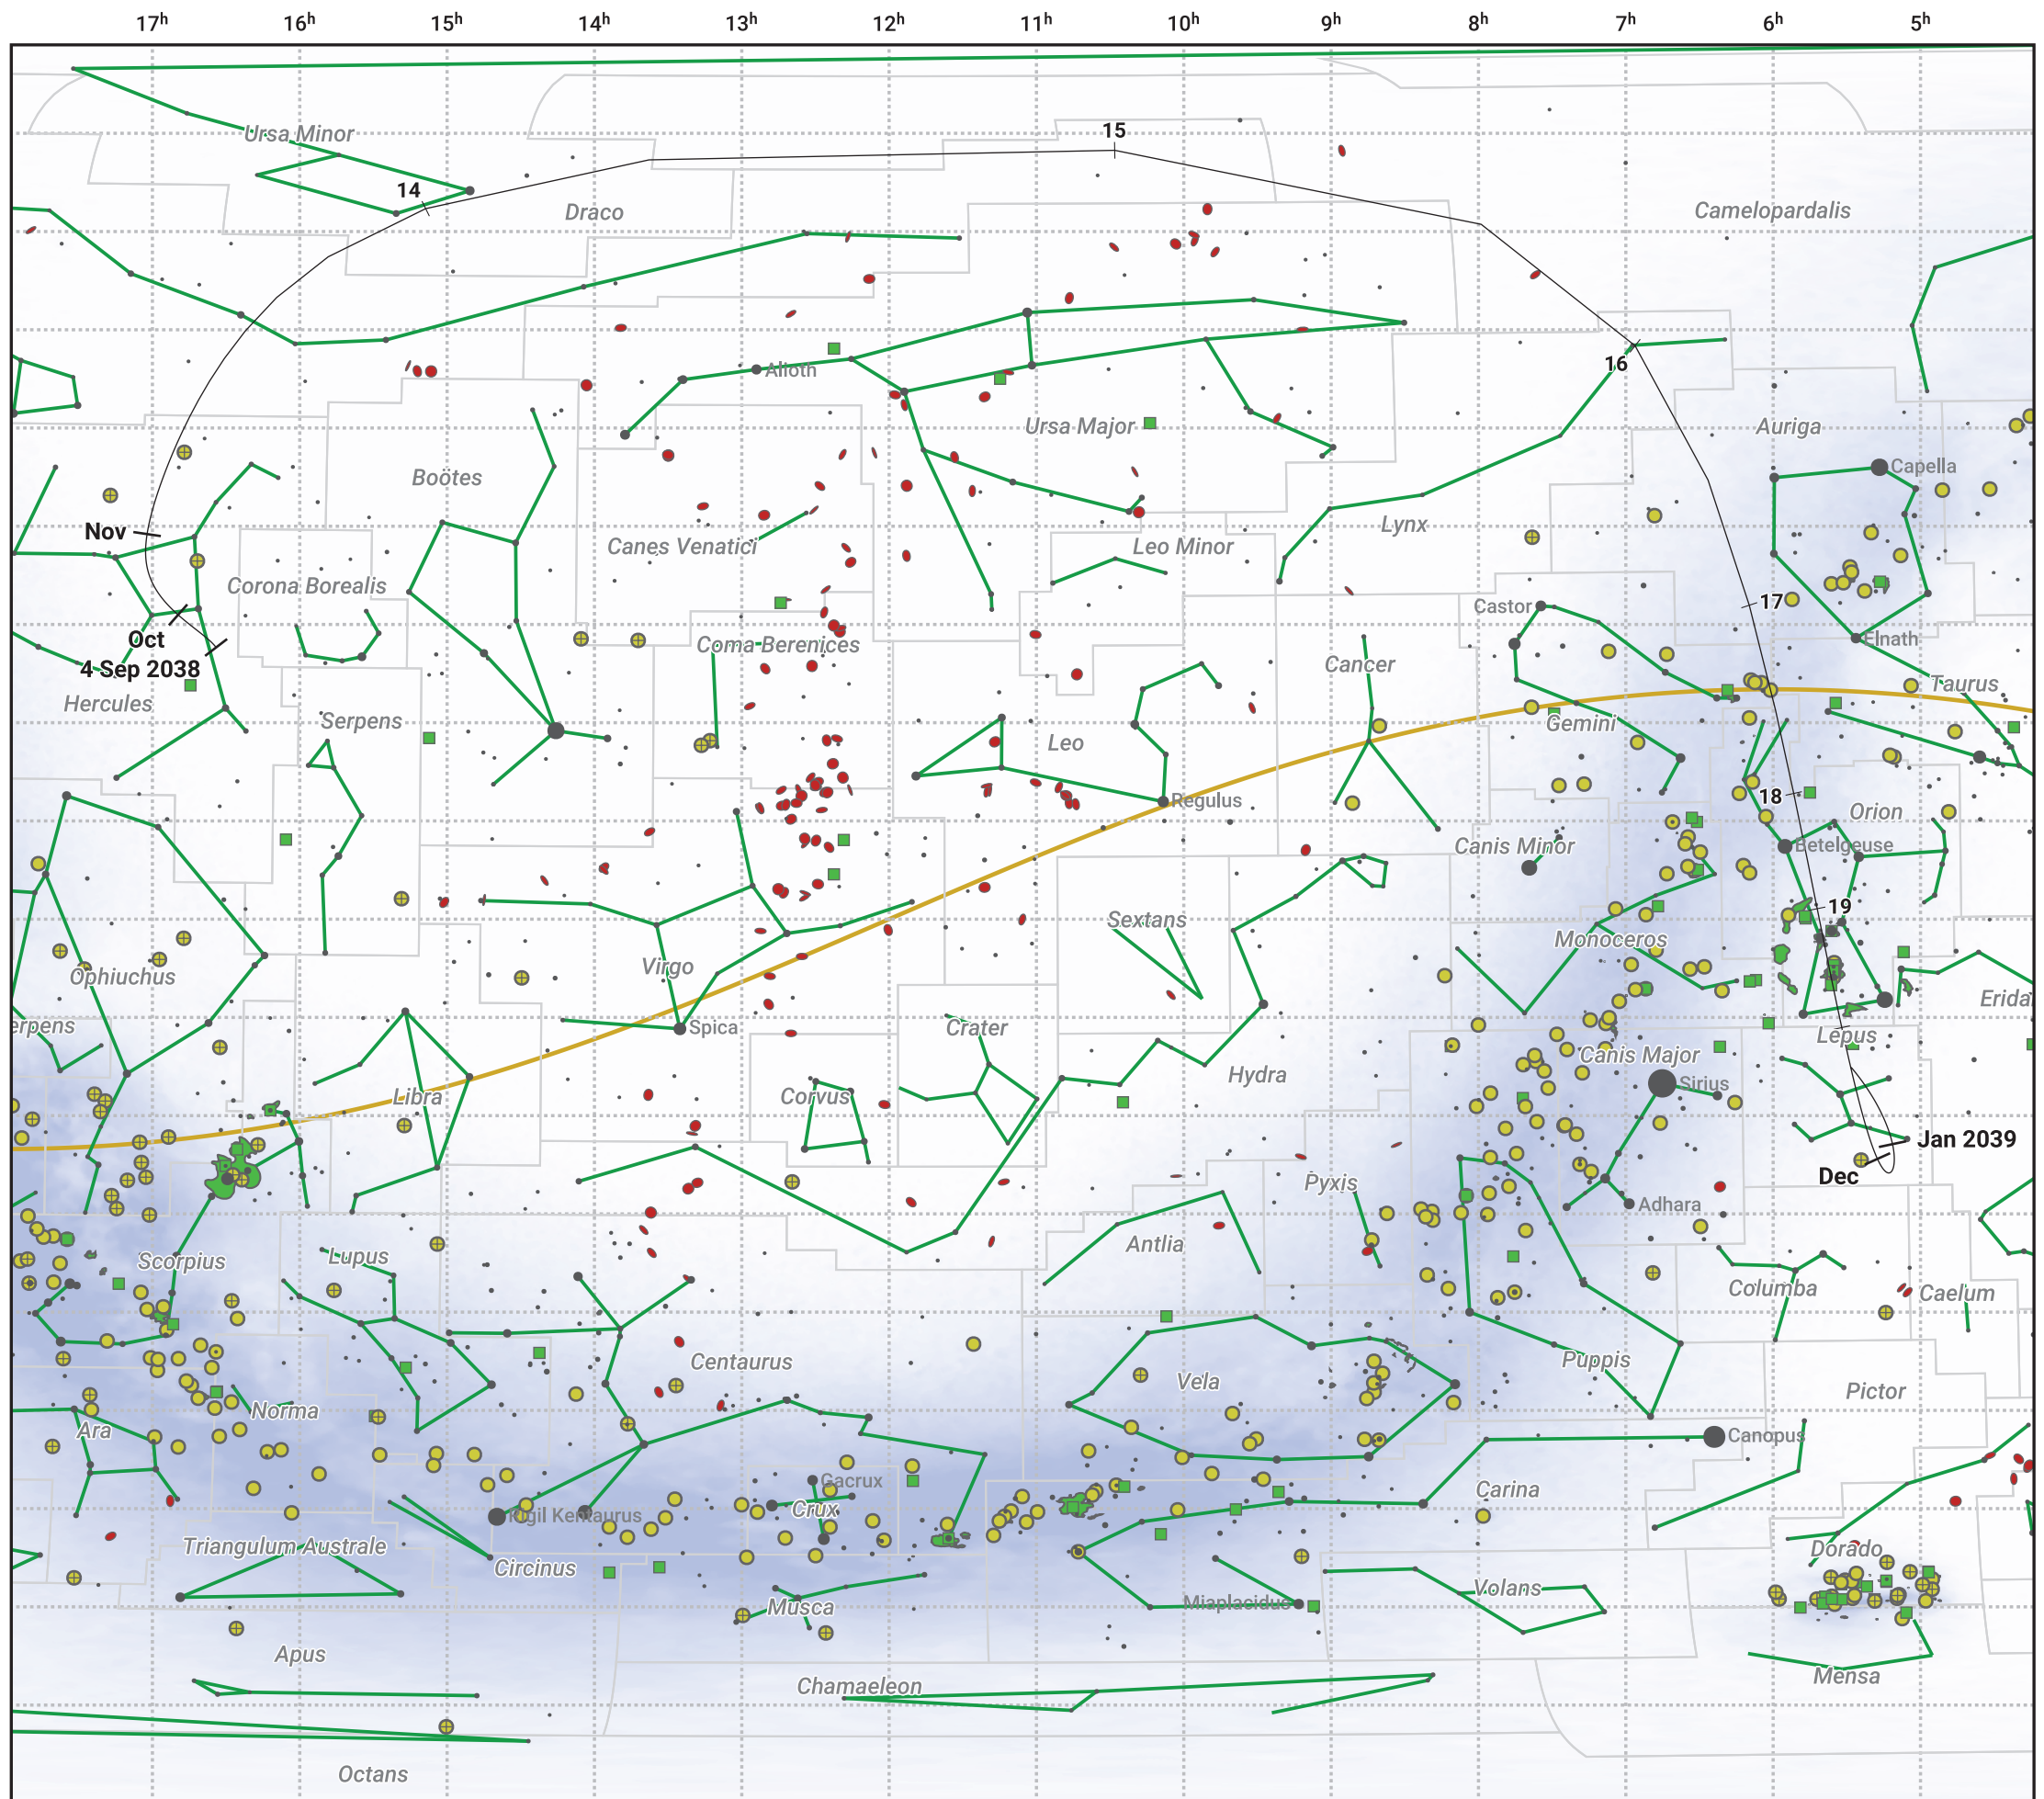 17h 16h 15h 14h 13h 12h 11h 10h 9h 8h 7h 6h 5h
Ursa Minor
15
14
Draco
Camelopardalis
16
Alioth
Ursa Major
Auriga
Capella
Boötes
Lynx
Nov
Canes Venatici
Leo Minor
Corona Borealis
17
Castor
Oct
Elnath
Coma Berenices
4 Sep 2038
Cancer
Taurus
Hercules
Serpens
Gemini
Leo
18
Regulus
Orion
Canis Minor
Betelgeuse
19
Sextans
Monoceros
Virgo
Ophiuchus
Erida
erpens
Spica
Crater
Lepus
Canis Major
Hydra
Sirius
Libra
Corvus
Jan 2039
Dec
Pyxis
Adhara
Antlia
Scorpius
Lupus
Columba
Caelum
Centaurus
Puppis
Vela
Pictor
Norma
Ara
Canopus
Gacrux
Carina
Crux
Rigil Kentaurus
Triangulum Australe
Dorado
Circinus
Volans
Miaplacidus
Musca
Apus
Mensa
Chamaeleon
Octans